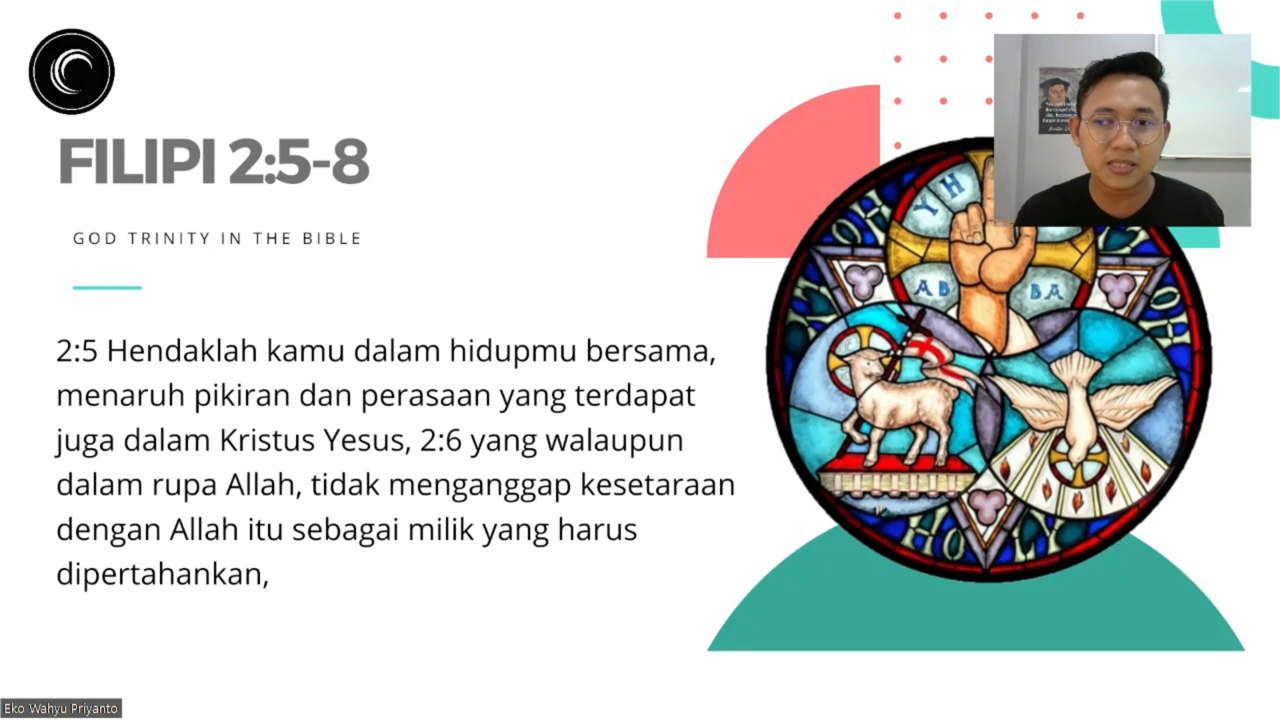 FILIPI 2:5-8
GOD TRINITY IN THE BIBLE
2:5 Hendaklah kamu dalam hidupmu bersama,
menaruh pikiran dan perasaan yang terdapat
juga dalam Kristus Yesus, 2:6 yang walaupun
dalam rupa Allah, tidak menganggap kesetaraan
dengan Allah itu sebagai milik yang harus
dipertahankan,
YH
AB BA
Eko Wahyu Priyanto